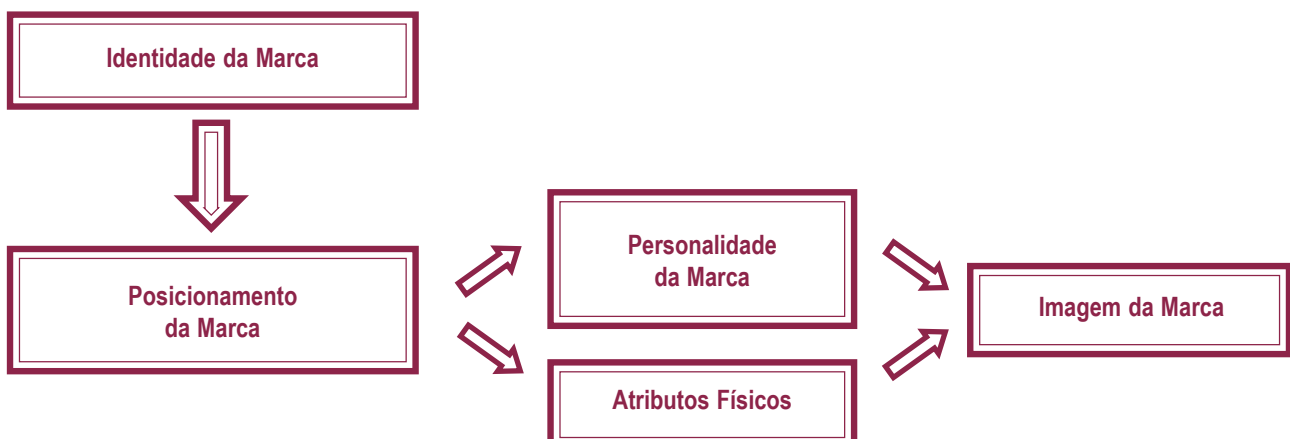 Identidade da Marca
Posicionamento
da Marca
Personalidade
da Marca
Atributos Físicos
Imagem da Marca